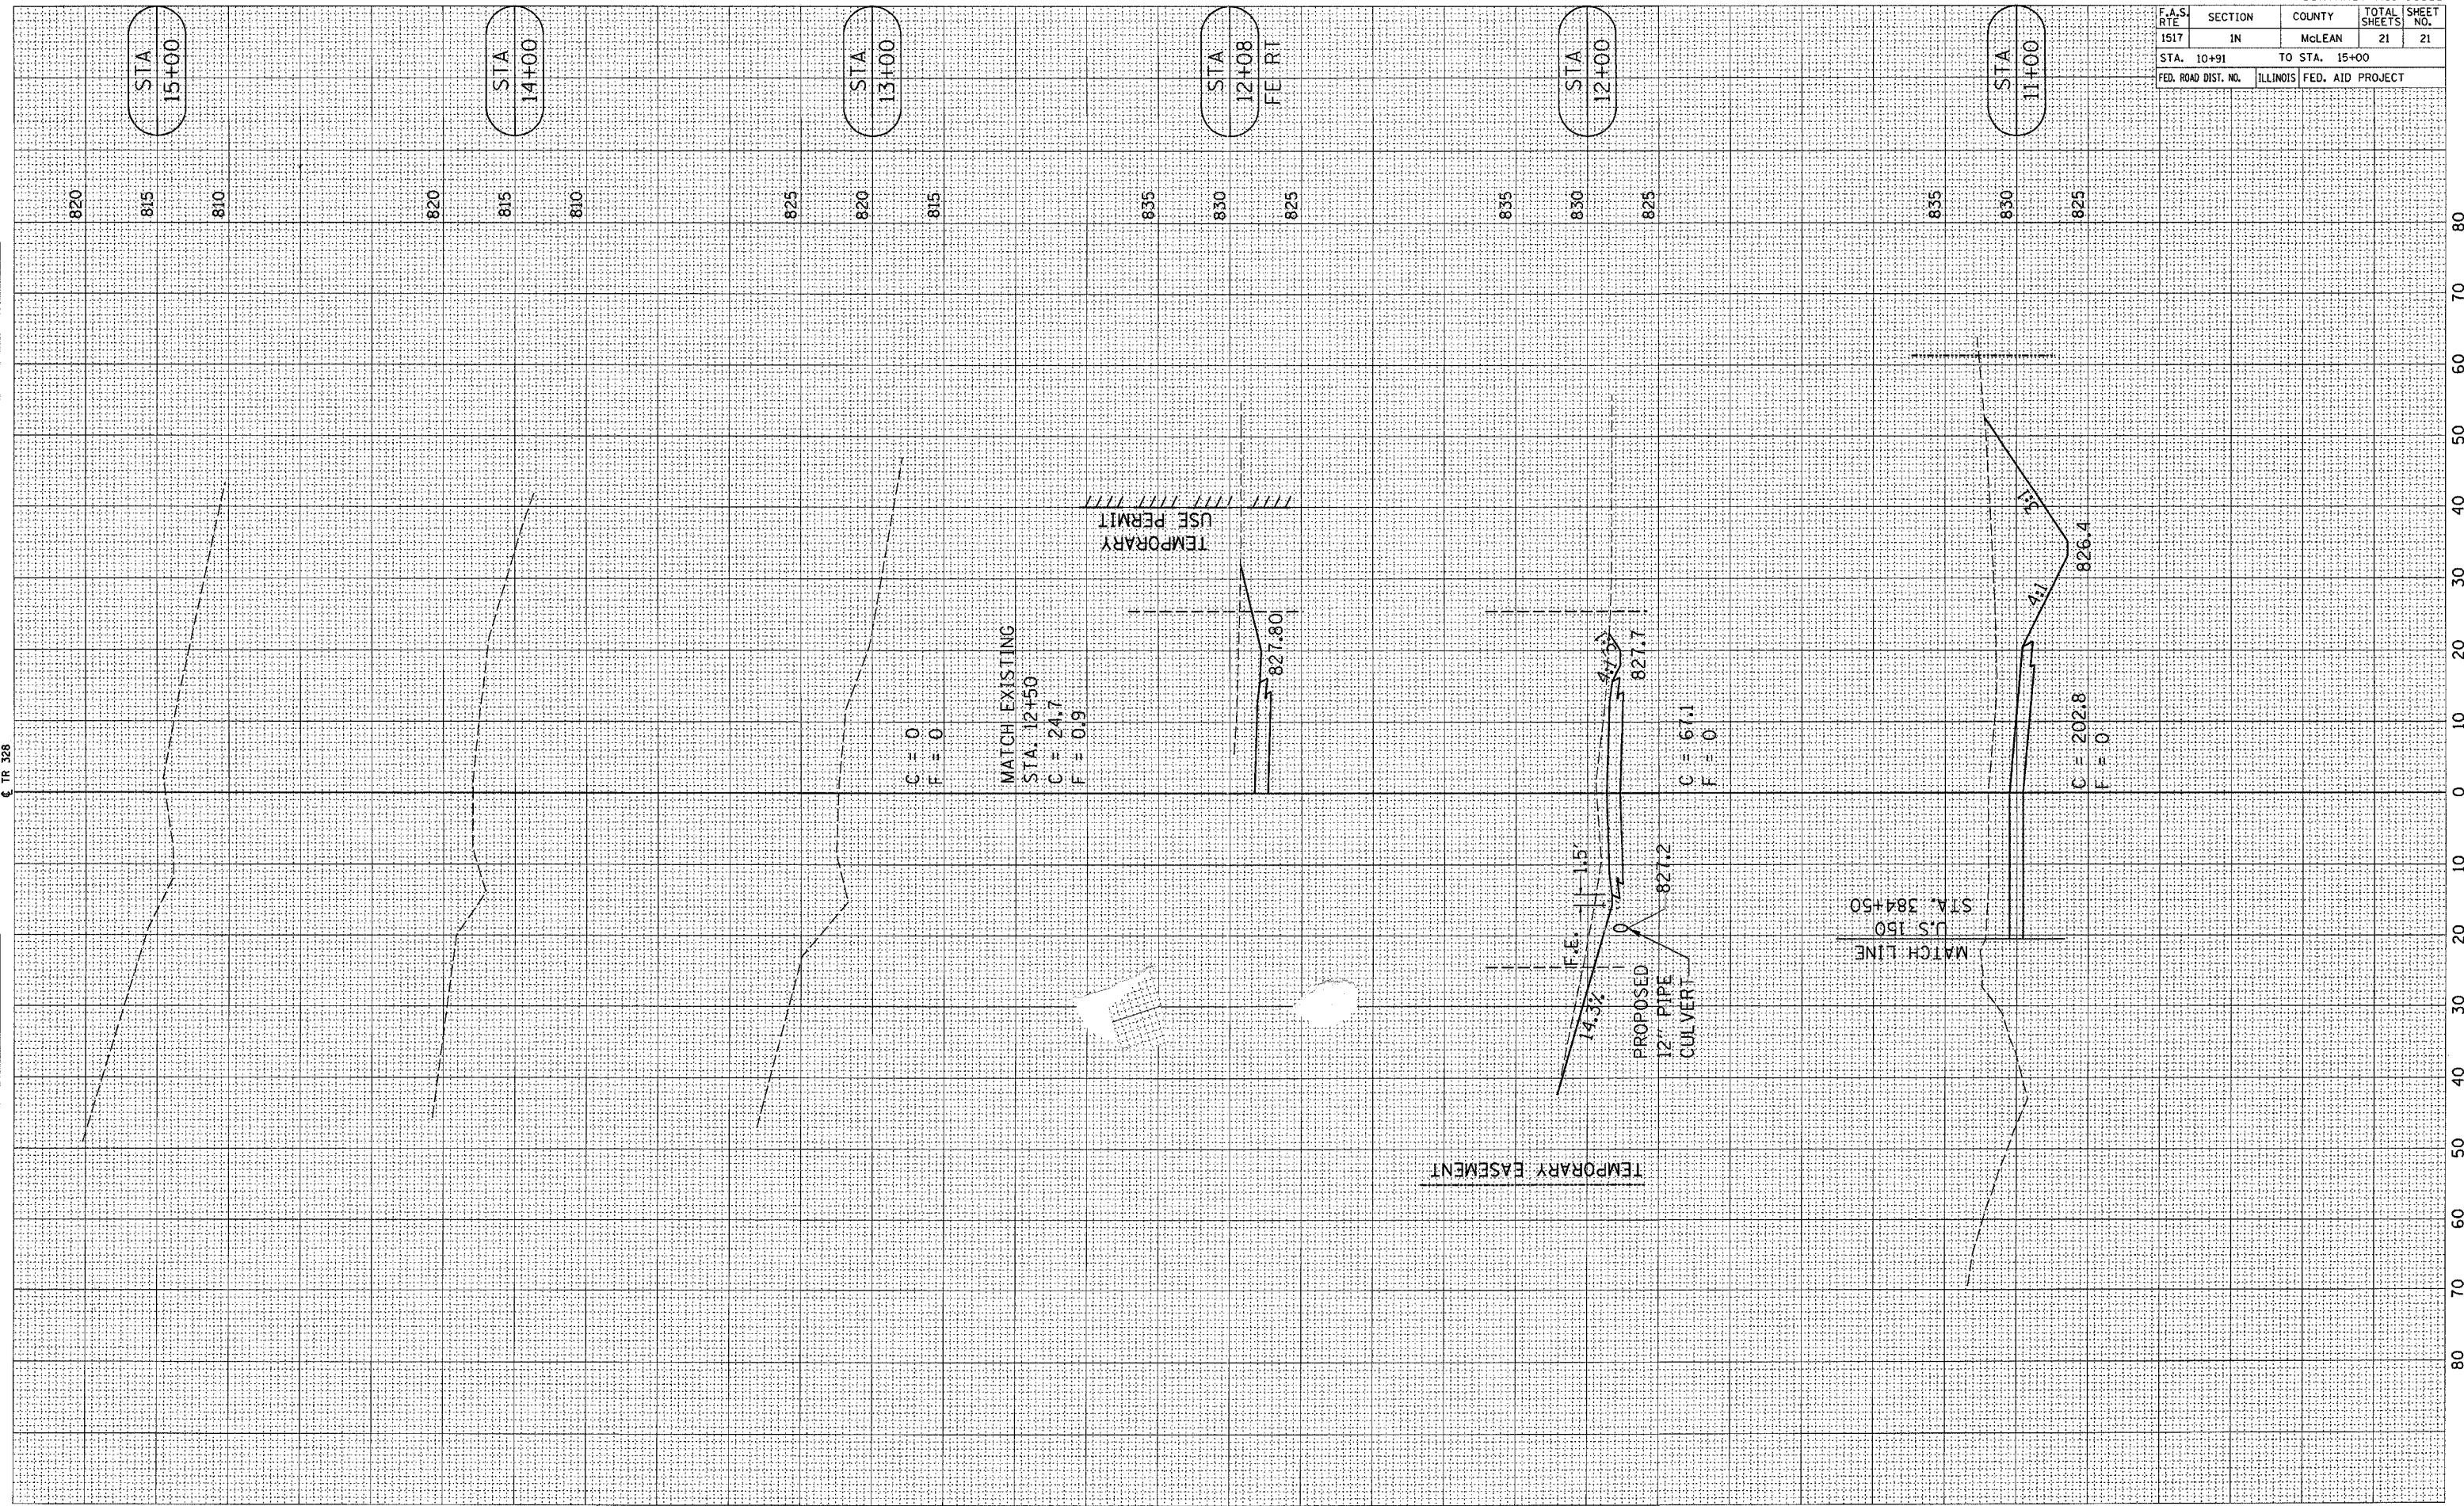 F.A.S. RTE SECTION COUNTY TOTAL SHEETS SHEET NO.
1517 1N McLEAN 21 21
STA. 10+91 TO STA. 15+00
FED. ROAD DIST. NO. ILLINOIS FED. AID PROJECT
℄ TR 328
STA
15+00
820
815
810
STA
14+00
820
815
810
STA
13+00
825
820
815
C = 0
F = 0
MATCH EXISTING
STA. 12+50
C = 24.7
F = 0.9
STA
12+08
FE RT
835
830
825
TEMPORARY
USE PERMIT
827.80
STA
12+00
835
830
825
4:1
3:1
827.7
C = 67.1
F = 0
1.5'
F.E.
827.2
14.3%
PROPOSED
12" PIPE
CULVERT
TEMPORARY EASEMENT
STA
11+00
835
830
825
3:1
4:1
826.4
C = 202.8
F = 0
MATCH LINE
U.S 150
STA. 384+50
80
70
60
50
40
30
20
10
0
10
20
30
40
50
60
70
80